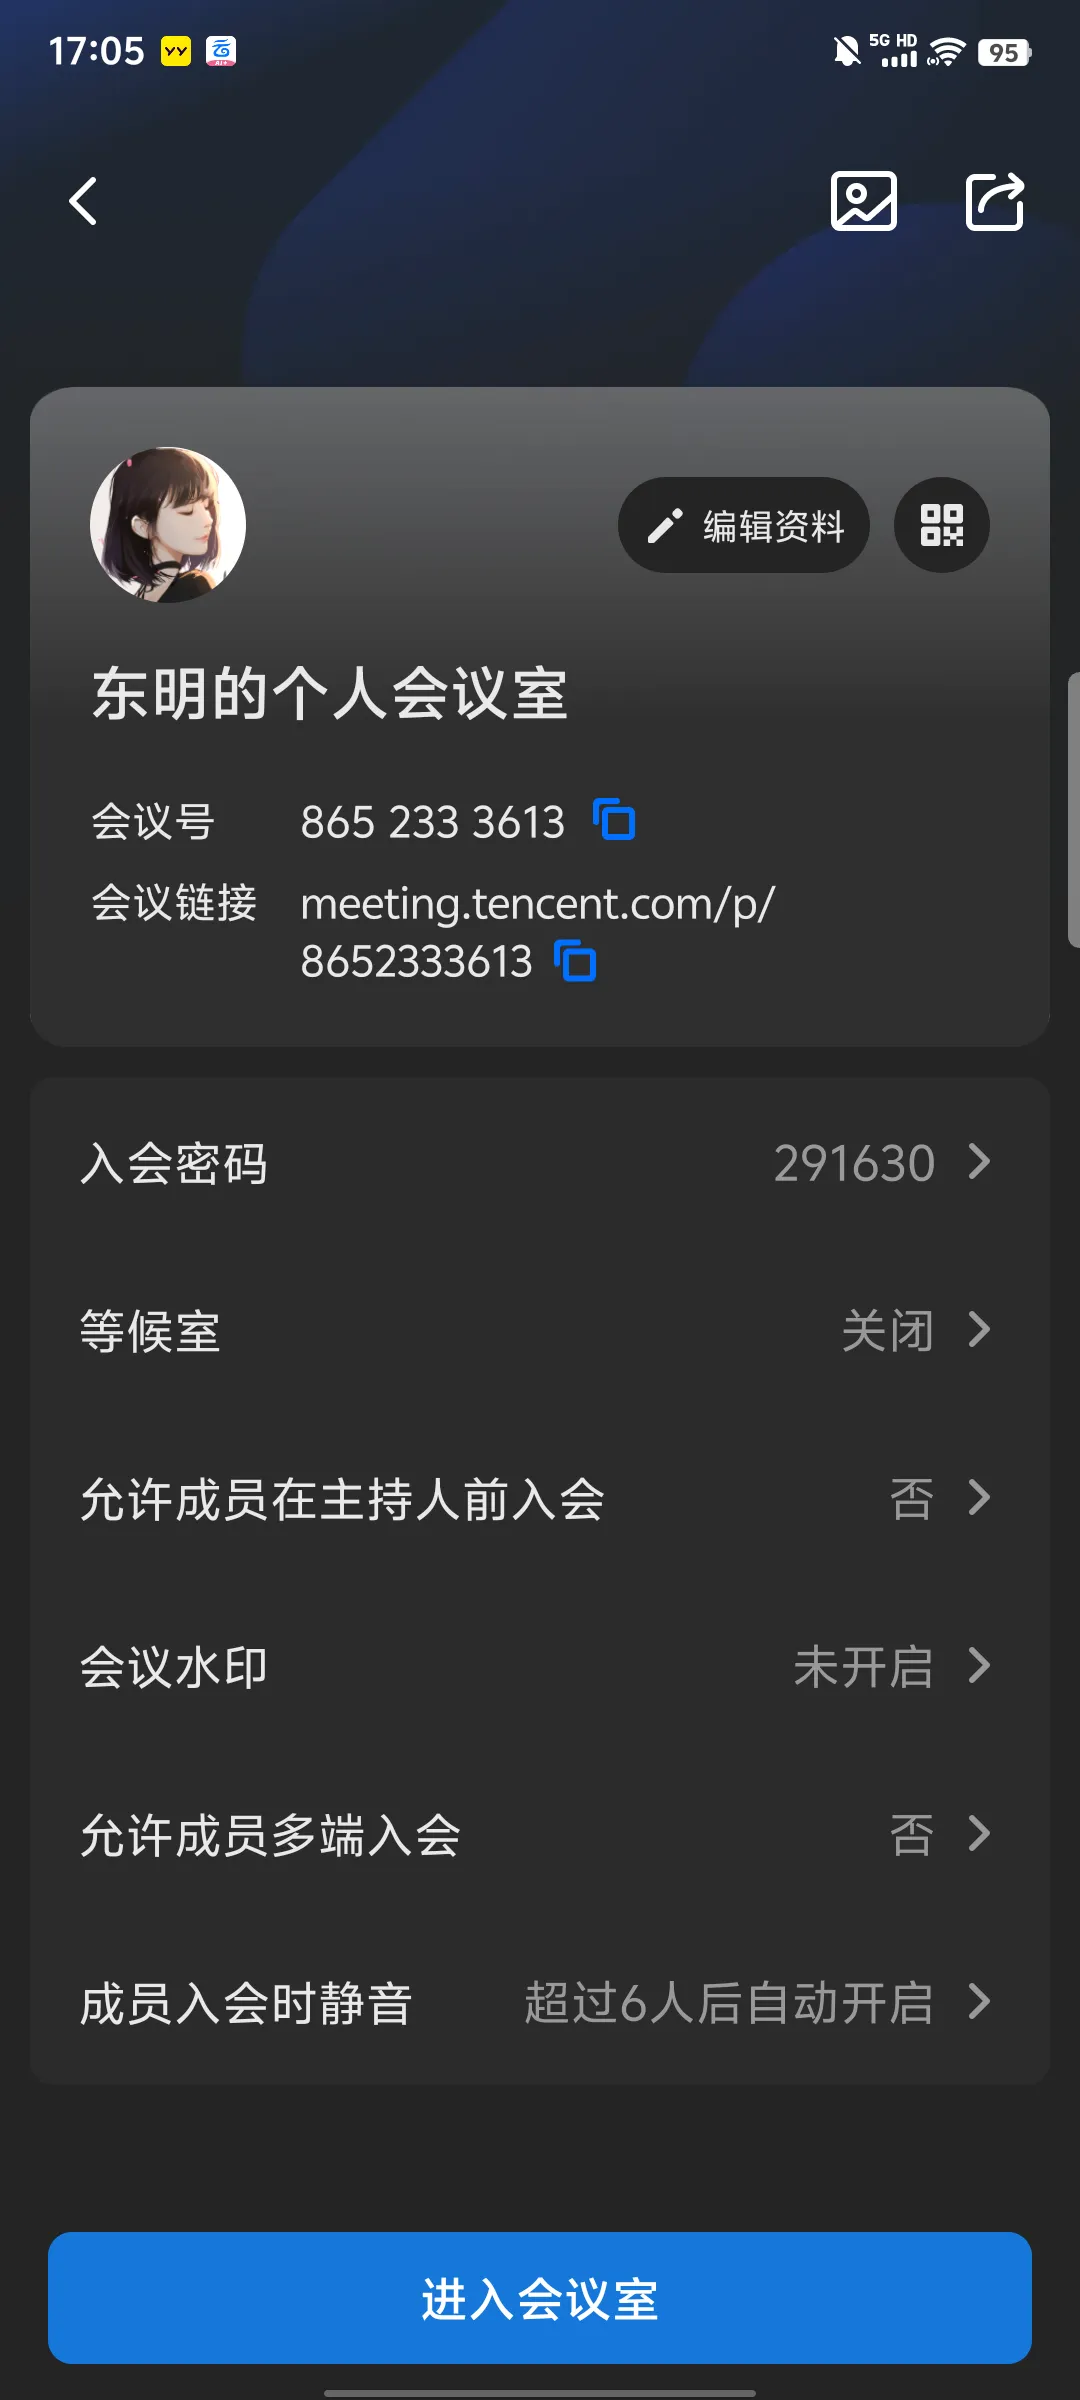 17:05
5G HD
95
编辑资料
东明的个人会议室
会议号 865 233 3613
会议链接 meeting.tencent.com/p/
8652333613
入会密码 291630
等候室 关闭
允许成员在主持人前入会 否
会议水印 未开启
允许成员多端入会 否
成员入会时静音 超过6人后自动开启
进入会议室